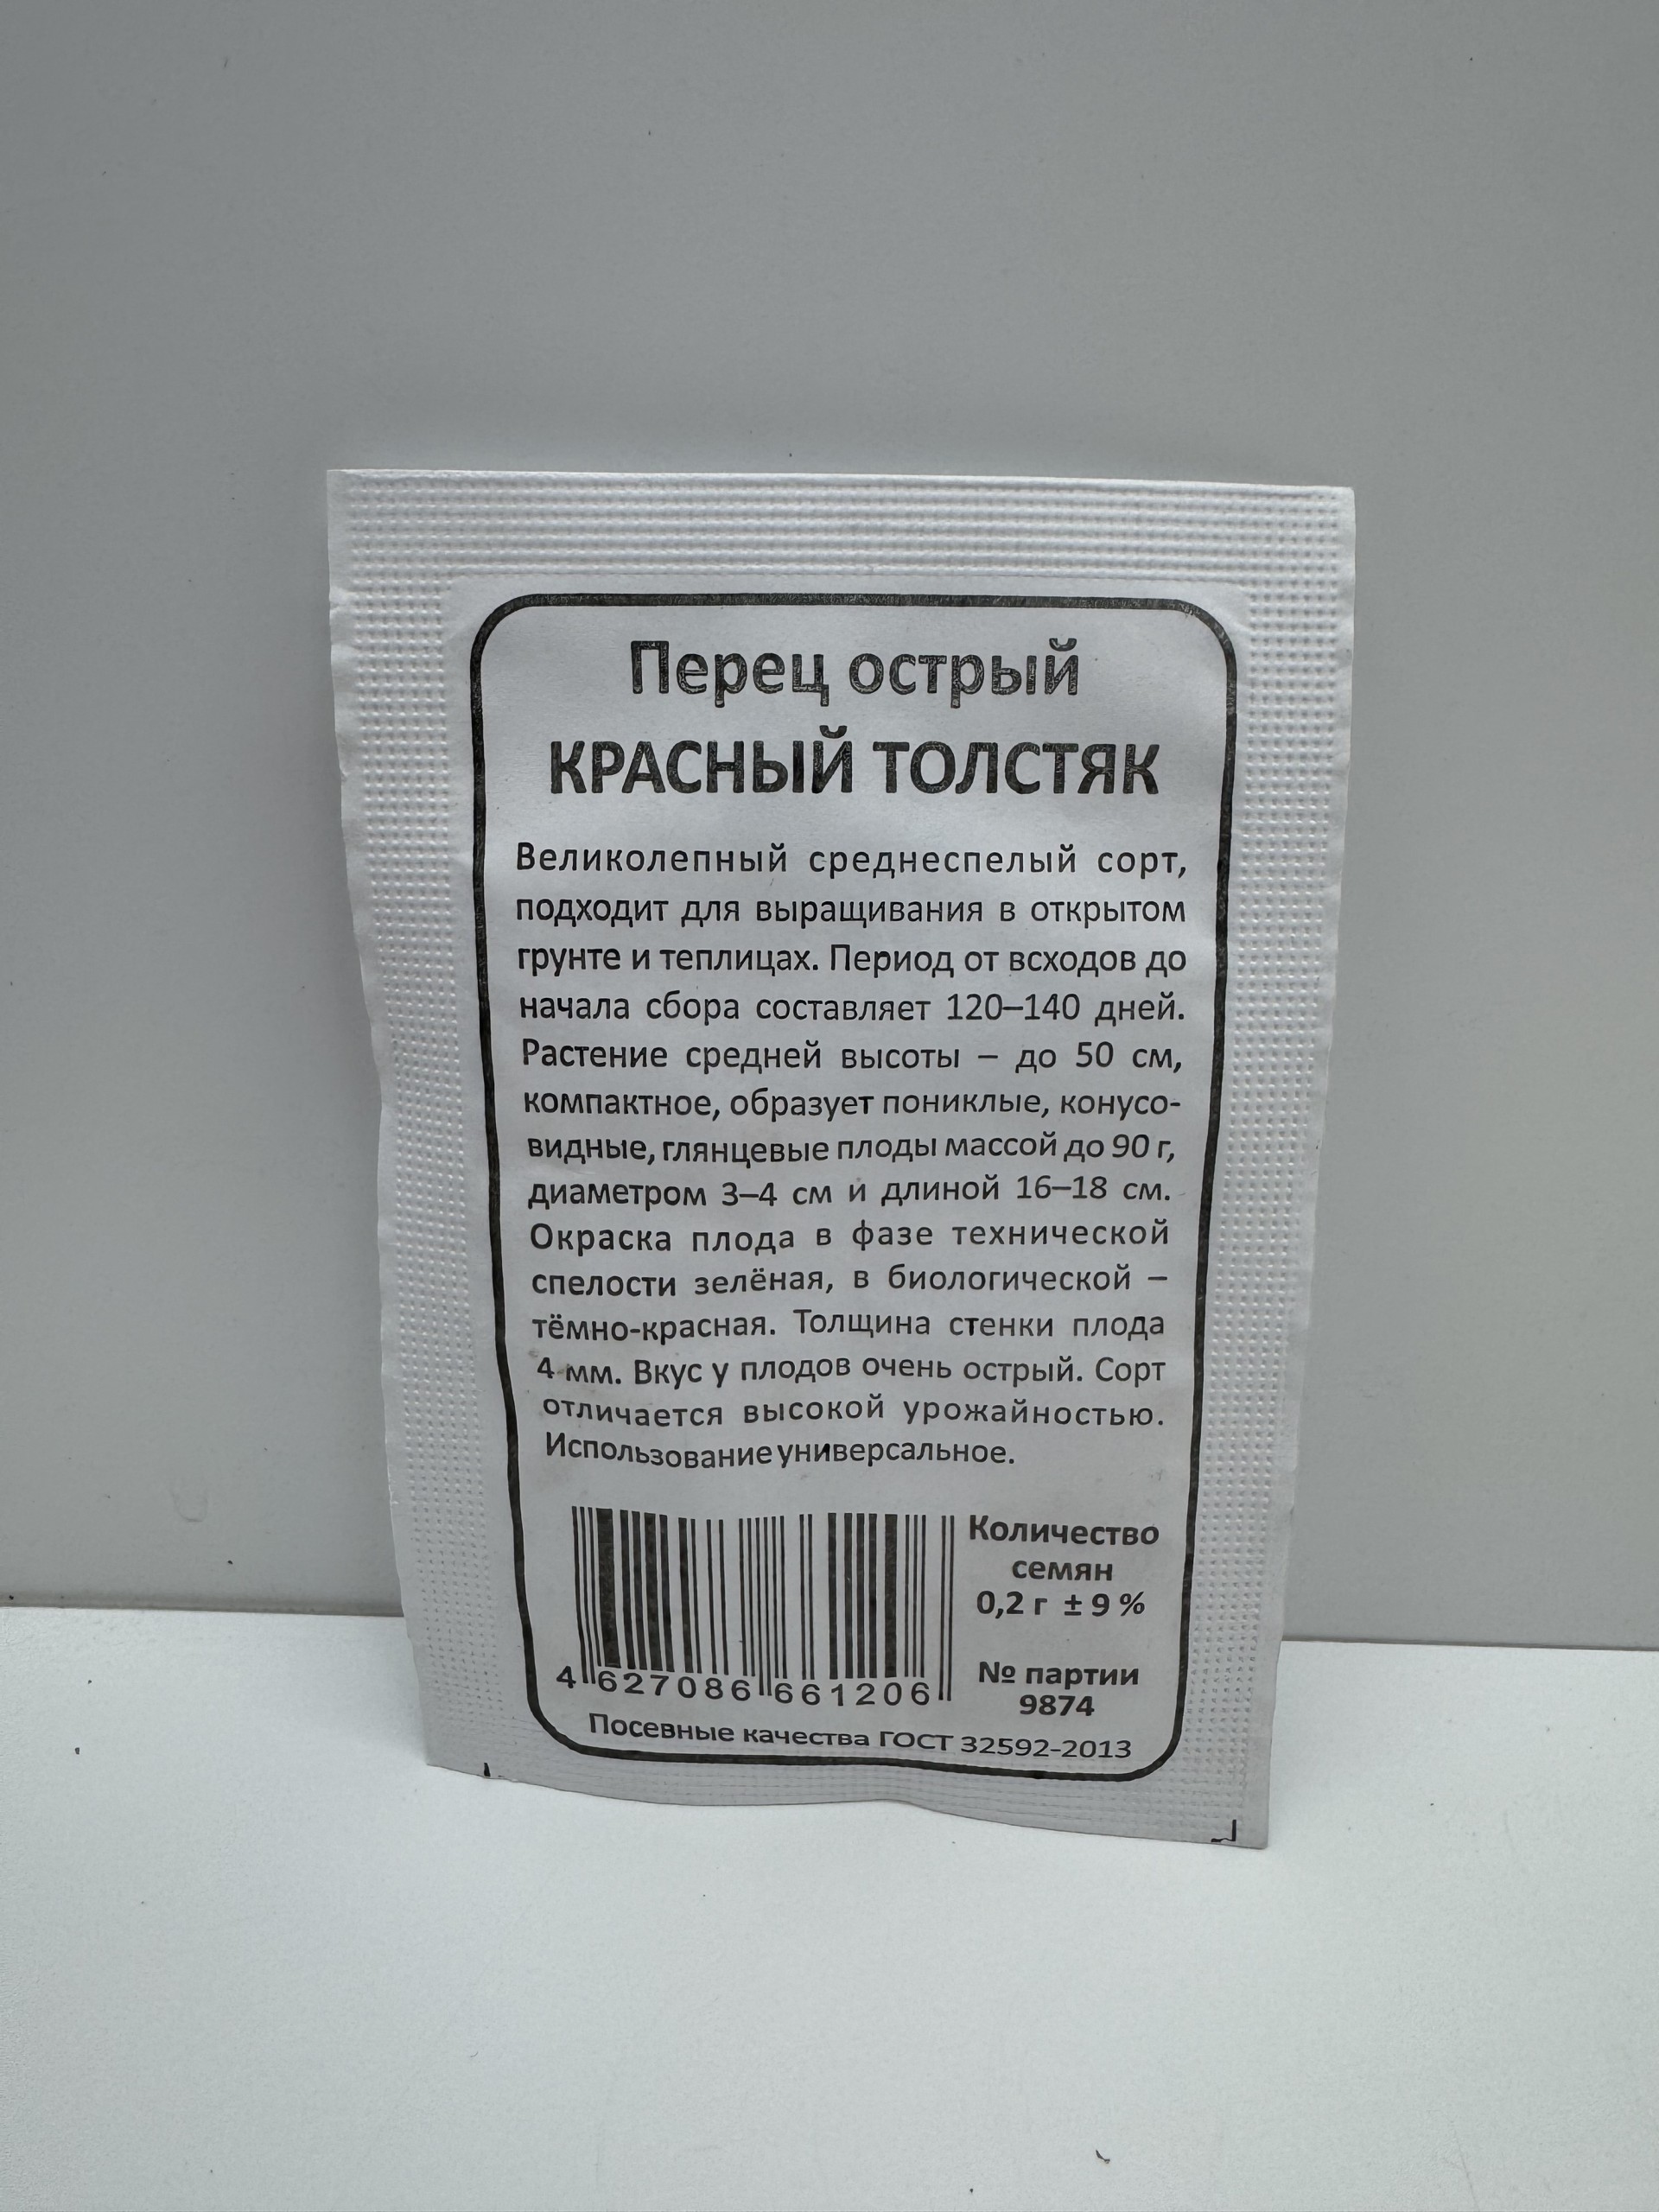 Перец острый
КРАСНЫЙ ТОЛСТЯК
Великолепный среднеспелый сорт,
подходит для выращивания в открытом
грунте и теплицах. Период от всходов до
начала сбора составляет 120–140 дней.
Растение средней высоты – до 50 см,
компактное, образует пониклые, конусо-
видные, глянцевые плоды массой до 90 г,
диаметром 3–4 см и длиной 16–18 см.
Окраска плода в фазе технической
спелости зелёная, в биологической –
тёмно-красная. Толщина стенки плода
4 мм. Вкус у плодов очень острый. Сорт
отличается высокой урожайностью.
Использование универсальное.
Количество
семян
0,2 г ± 9 %
№ партии
9874
4 627086 661206
Посевные качества ГОСТ 32592-2013